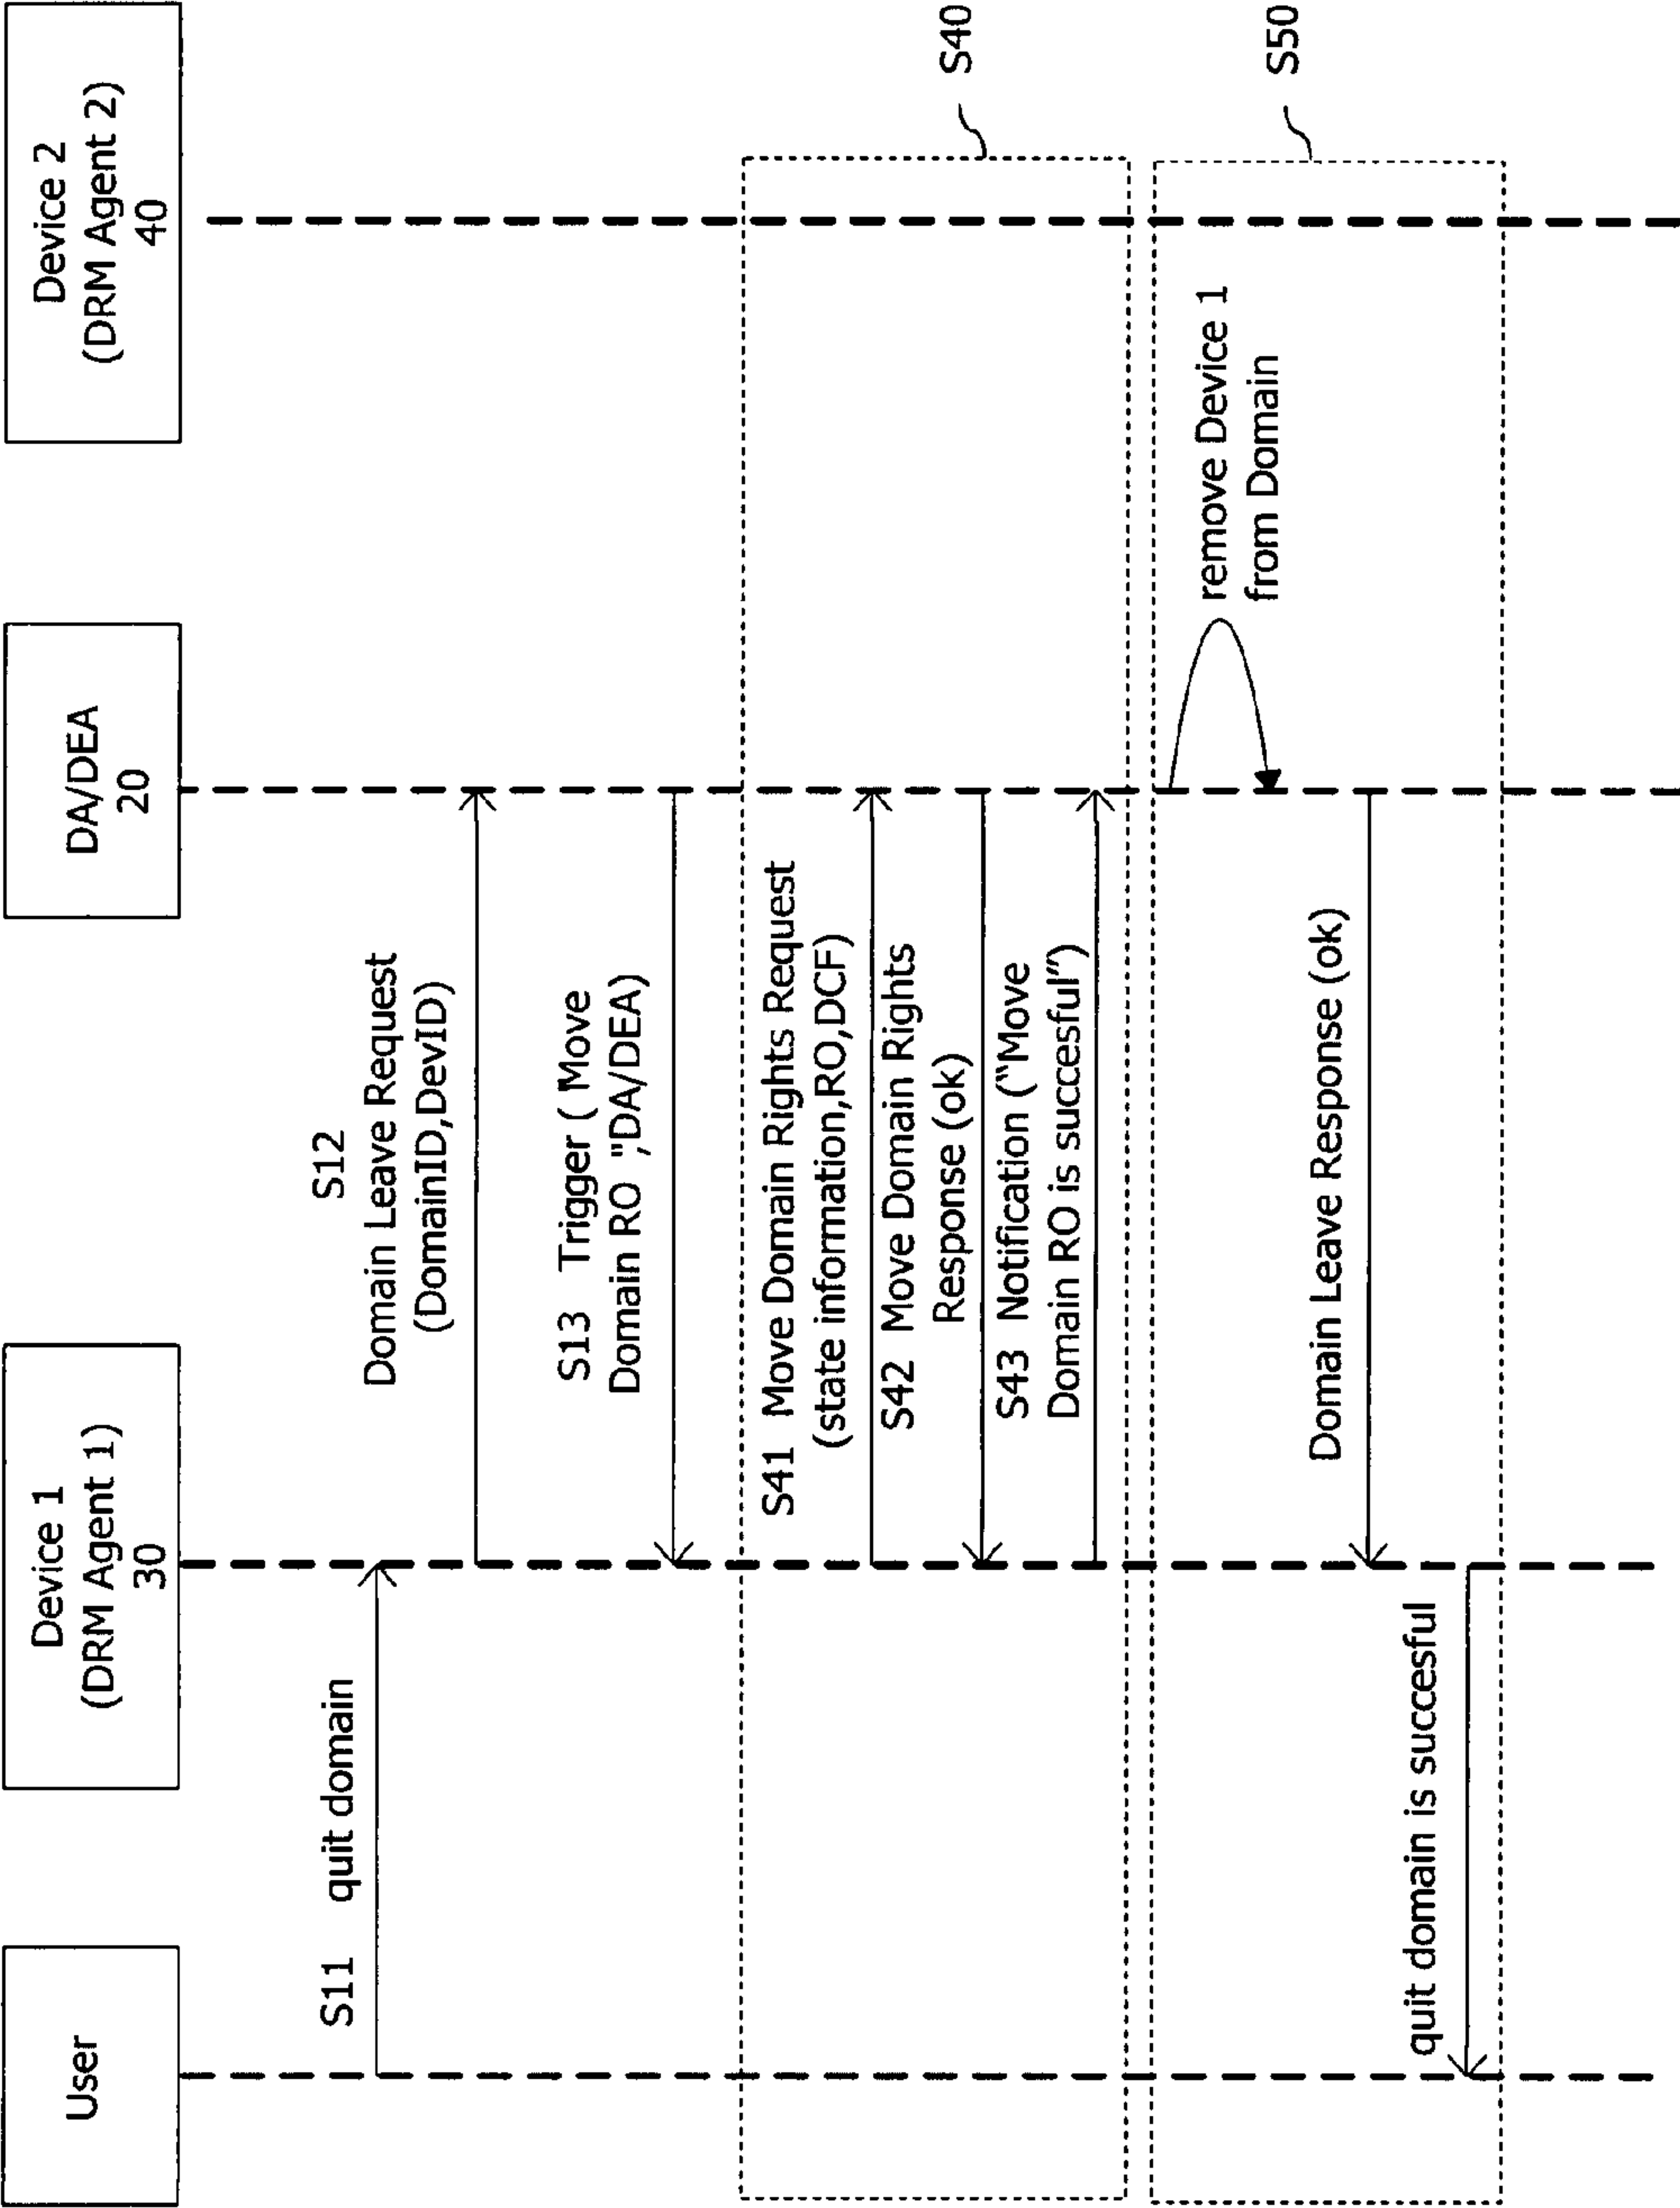 User
Device 1
(DRM Agent 1)
30
DA/DEA
20
Device 2
(DRM Agent 2)
40
S11 quit domain
S12
Domain Leave Request
(DomainID,DevID)
S13 Trigger ( 'Move
Domain RO ,"DA/DEA)
S40
S41 Move Domain Rights Request
(state information,RO,DCF)
S42 Move Domain Rights
Response (ok)
S43 Notification (“Move
Domain RO is succesful”)
S50
remove Device 1
from Domain
Domain Leave Response (ok)
quit domain is succesful